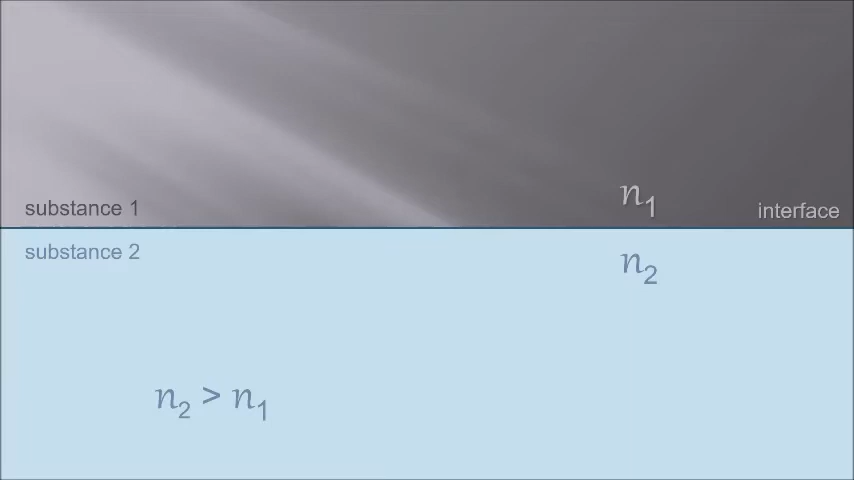 substance 1
n₁
interface
substance 2
n₂
n₂ > n₁